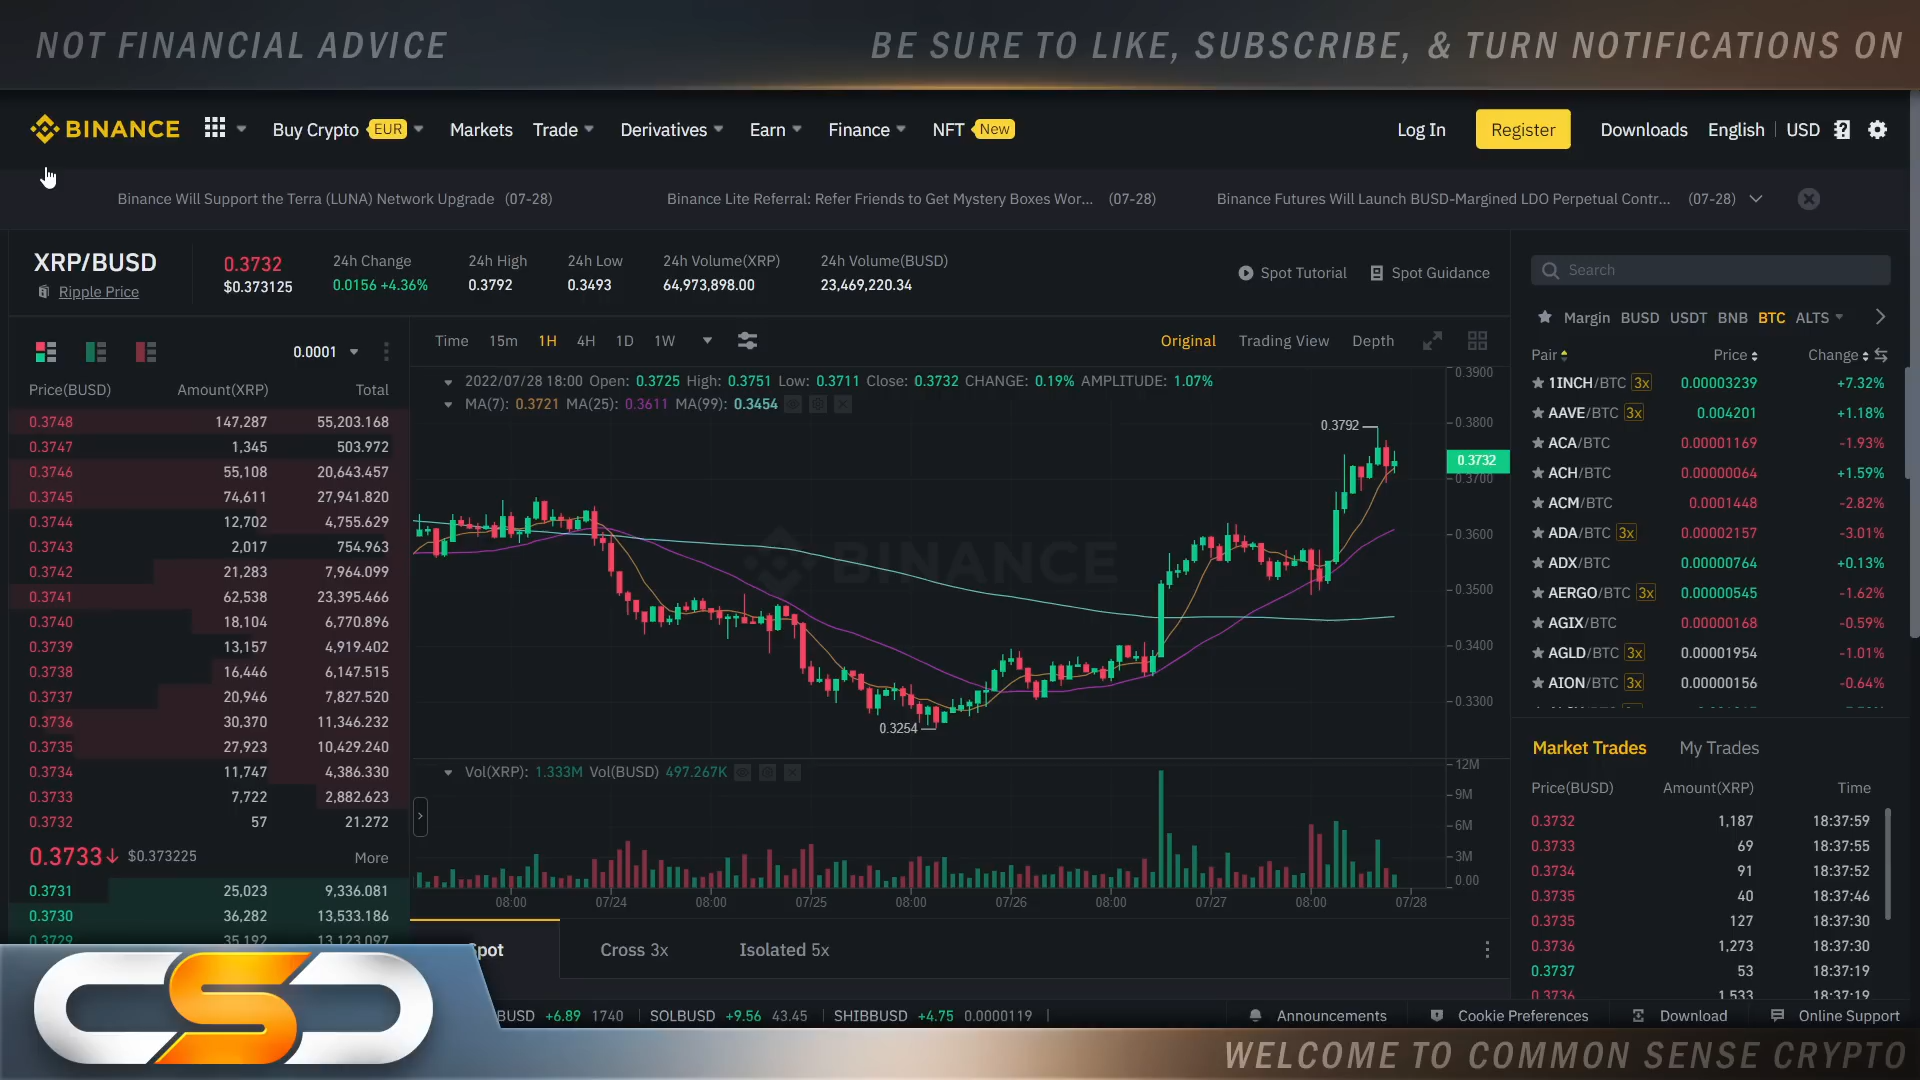 NOT FINANCIAL ADVICE
BE SURE TO LIKE, SUBSCRIBE, & TURN NOTIFICATIONS ON
BINANCE Buy Crypto EUR Markets Trade Derivatives Earn Finance NFT New Log In Register Downloads English USD
Binance Will Support the Terra (LUNA) Network Upgrade (07-28) Binance Lite Referral: Refer Friends to Get Mystery Boxes Wor... (07-28) Binance Futures Will Launch BUSD-Margined LDO Perpetual Contr... (07-28)
XRP/BUSD
Ripple Price
0.3732
$0.373125
24h Change
0.0156 +4.36%
24h High
0.3792
24h Low
0.3493
24h Volume(XRP)
64,973,898.00
24h Volume(BUSD)
23,469,220.34
Spot Tutorial Spot Guidance
0.0001
Price(BUSD) Amount(XRP) Total
0.3748 147,287 55,203.168
0.3747 1,345 503.972
0.3746 55,108 20,643.457
0.3745 74,611 27,941.820
0.3744 12,702 4,755.629
0.3743 2,017 754.963
0.3742 21,283 7,964.099
0.3741 62,538 23,395.466
0.3740 18,104 6,770.896
0.3739 13,157 4,919.402
0.3738 16,446 6,147.515
0.3737 20,946 7,827.520
0.3736 30,370 11,346.232
0.3735 27,923 10,429.240
0.3734 11,747 4,386.330
0.3733 7,722 2,882.623
0.3732 57 21.272
0.3733 $0.373225 More
0.3731 25,023 9,336.081
0.3730 36,282 13,533.186
0.3729 35,192 13,123.097
Time 15m 1H 4H 1D 1W Original Trading View Depth
2022/07/28 18:00 Open: 0.3725 High: 0.3751 Low: 0.3711 Close: 0.3732 CHANGE: 0.19% AMPLITUDE: 1.07%
MA(7): 0.3721 MA(25): 0.3611 MA(99): 0.3454
0.3900
0.3800
0.3732
0.3700
0.3600
0.3500
0.3400
0.3300
0.3792
BINANCE
0.3254
Vol(XRP): 1.333M Vol(BUSD) 497.267K
12M
9M
6M
3M
0.00
08:00 07/24 08:00 07/25 08:00 07/26 08:00 07/27 08:00 07/28
Spot Cross 3x Isolated 5x
Search
Margin BUSD USDT BNB BTC ALTS
Pair Price Change
1INCH/BTC 3x 0.00003239 +7.32%
AAVE/BTC 3x 0.004201 +1.18%
ACA/BTC 0.00001169 -1.93%
ACH/BTC 0.00000064 +1.59%
ACM/BTC 0.0001448 -2.82%
ADA/BTC 3x 0.00002157 -3.01%
ADX/BTC 0.00000764 +0.13%
AERGO/BTC 3x 0.00000545 -1.62%
AGIX/BTC 0.00000168 -0.59%
AGLD/BTC 3x 0.00001954 -1.01%
AION/BTC 3x 0.00000156 -0.64%
Market Trades My Trades
Price(BUSD) Amount(XRP) Time
0.3732 1,187 18:37:59
0.3733 69 18:37:55
0.3734 91 18:37:52
0.3735 40 18:37:46
0.3735 127 18:37:30
0.3736 1,273 18:37:30
0.3737 53 18:37:19
0.3736 1,533 18:37:19
BUSD +6.89 1740 SOLBUSD +9.56 43.45 SHIBBUSD +4.75 0.0000119 Announcements Cookie Preferences Download Online Support
CSC
WELCOME TO COMMON SENSE CRYPTO